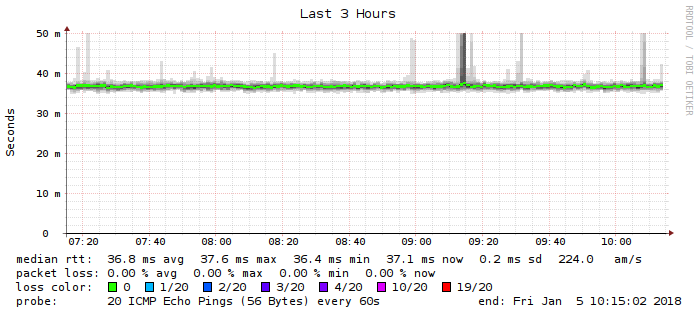 Last 3 Hours
RRDTOOL / TOBI OETIKER
Seconds
50 m
40 m
30 m
20 m
10 m
0
07:20 07:40 08:00 08:20 08:40 09:00 09:20 09:40 10:00
median rtt: 36.8 ms avg 37.6 ms max 36.4 ms min 37.1 ms now 0.2 ms sd 224.0 am/s
packet loss: 0.00 % avg 0.00 % max 0.00 % min 0.00 % now
loss color: 0 1/20 2/20 3/20 4/20 10/20 19/20
probe: 20 ICMP Echo Pings (56 Bytes) every 60s end: Fri Jan 5 10:15:02 2018